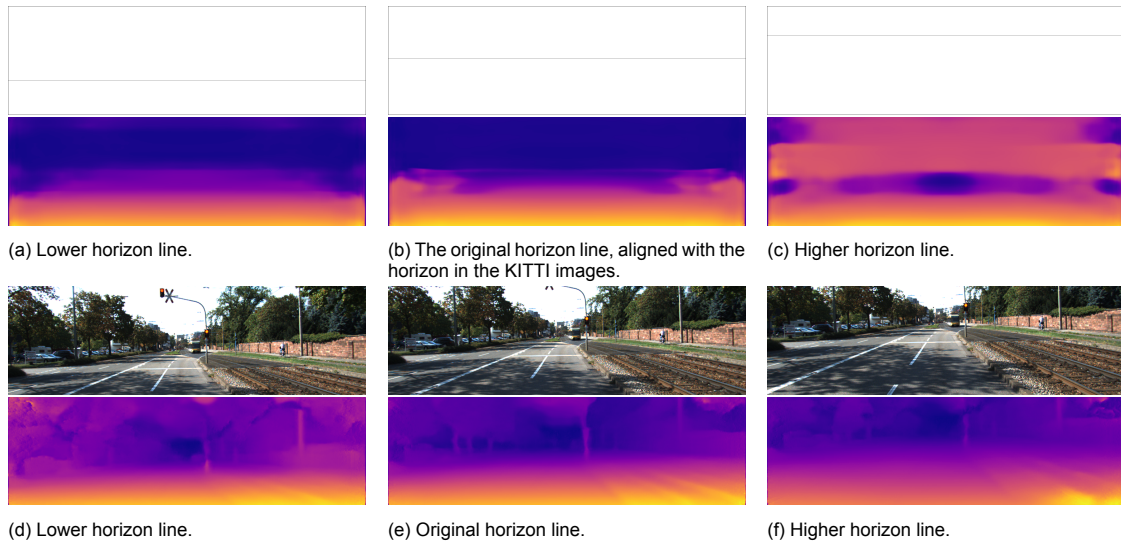 (a) Lower horizon line.
(b) The original horizon line, aligned with the
horizon in the KITTI images.
(c) Higher horizon line.
(d) Lower horizon line.
(e) Original horizon line.
(f) Higher horizon line.